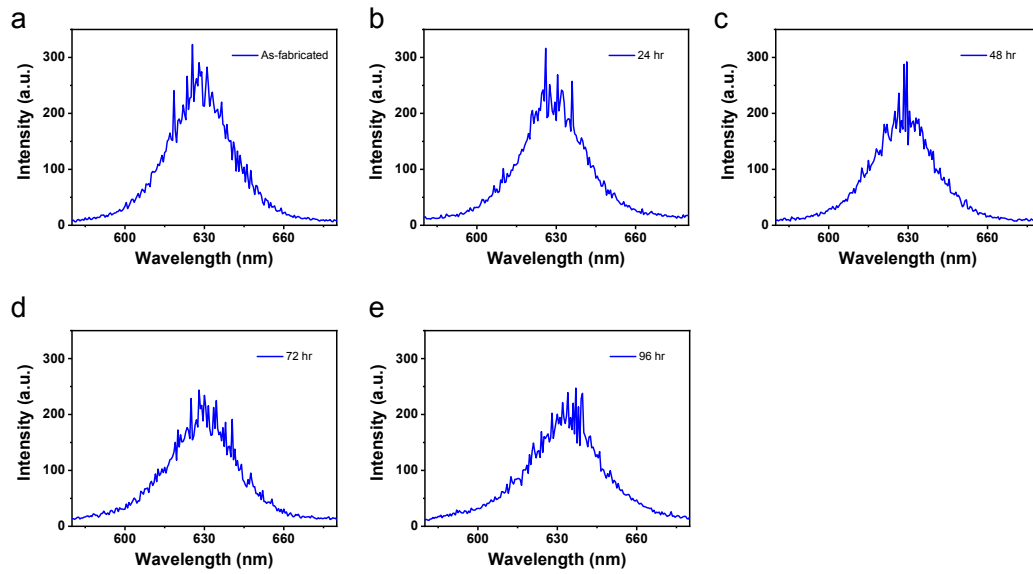 a
As-fabricated
300
200
100
0
600
630
660
Intensity (a.u.)
Wavelength (nm)
b
24 hr
300
200
100
0
600
630
660
Intensity (a.u.)
Wavelength (nm)
c
48 hr
300
200
100
0
600
630
660
Intensity (a.u.)
Wavelength (nm)
d
72 hr
300
200
100
0
600
630
660
Intensity (a.u.)
Wavelength (nm)
e
96 hr
300
200
100
0
600
630
660
Intensity (a.u.)
Wavelength (nm)